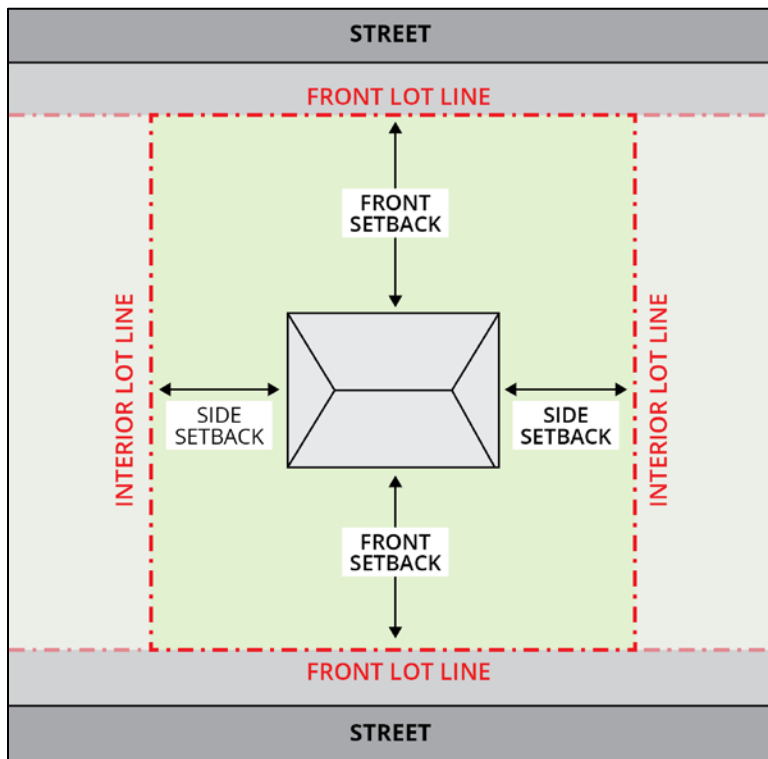 STREET
FRONT LOT LINE
FRONT
SETBACK
INTERIOR LOT LINE
SIDE
SETBACK
SIDE
SETBACK
INTERIOR LOT LINE
FRONT
SETBACK
FRONT LOT LINE
STREET